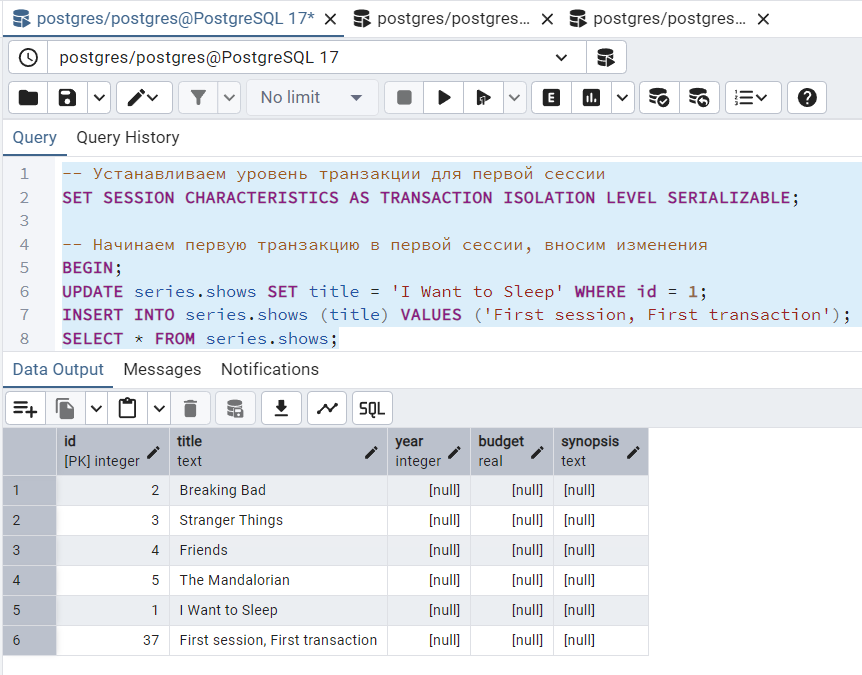 postgres/postgres@PostgreSQL 17* postgres/postgres... postgres/postgres...
postgres/postgres@PostgreSQL 17
No limit E
Query Query History
1 -- Устанавливаем уровень транзакции для первой сессии
2 SET SESSION CHARACTERISTICS AS TRANSACTION ISOLATION LEVEL SERIALIZABLE;
3
4 -- Начинаем первую транзакцию в первой сессии, вносим изменения
5 BEGIN;
6 UPDATE series.shows SET title = 'I Want to Sleep' WHERE id = 1;
7 INSERT INTO series.shows (title) VALUES ('First session, First transaction');
8 SELECT * FROM series.shows;
Data Output Messages Notifications
SQL
id title year budget synopsis
[PK] integer text integer real text
1 2 Breaking Bad [null] [null] [null]
2 3 Stranger Things [null] [null] [null]
3 4 Friends [null] [null] [null]
4 5 The Mandalorian [null] [null] [null]
5 1 I Want to Sleep [null] [null] [null]
6 37 First session, First transaction [null] [null] [null]